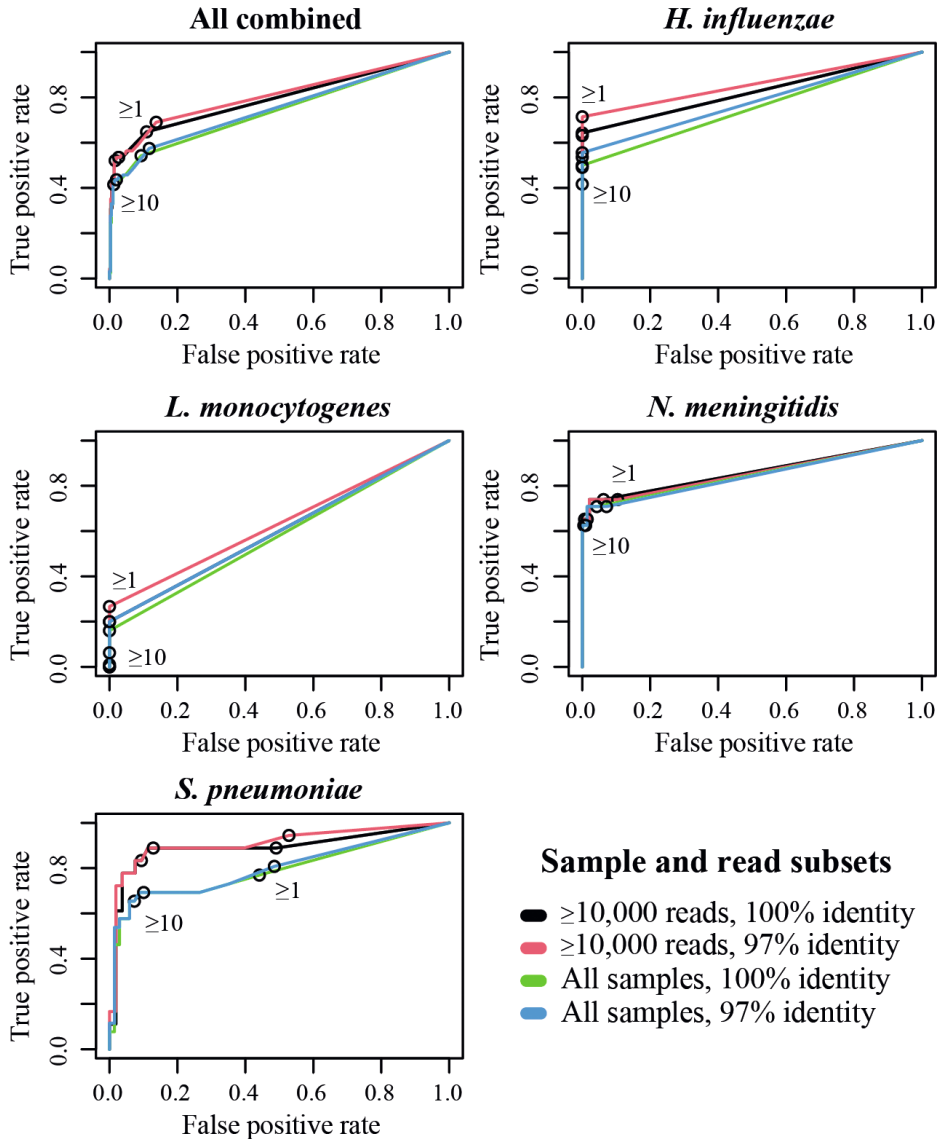 All combined
True positive rate
0.8
0.4
0.0
≥1
≥10
0.0 0.2 0.4 0.6 0.8 1.0
False positive rate
H. influenzae
True positive rate
0.8
0.4
0.0
≥1
≥10
0.0 0.2 0.4 0.6 0.8 1.0
False positive rate
L. monocytogenes
True positive rate
0.8
0.4
0.0
≥1
≥10
0.0 0.2 0.4 0.6 0.8 1.0
False positive rate
N. meningitidis
True positive rate
0.8
0.4
0.0
≥1
≥10
0.0 0.2 0.4 0.6 0.8 1.0
False positive rate
S. pneumoniae
True positive rate
0.8
0.4
0.0
≥1
≥10
0.0 0.2 0.4 0.6 0.8 1.0
False positive rate
Sample and read subsets
≥10,000 reads, 100% identity
≥10,000 reads, 97% identity
All samples, 100% identity
All samples, 97% identity